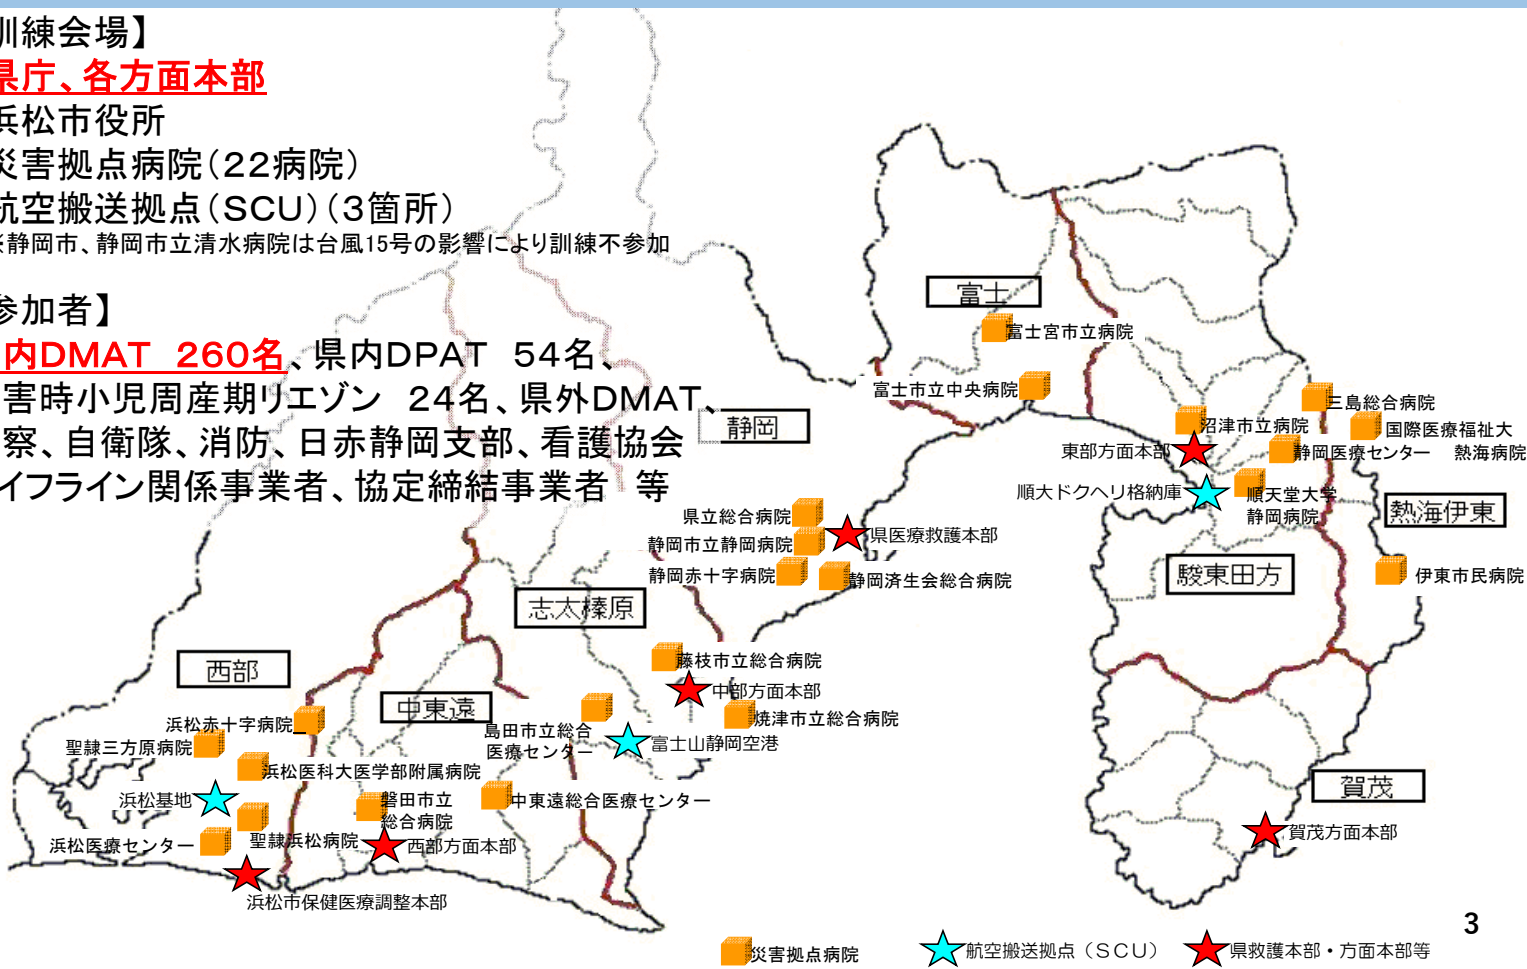 訓練会場】
県庁、各方面本部
浜松市役所
災害拠点病院(22病院)
航空搬送拠点(SCU)(3箇所)
※静岡市、静岡市立清水病院は台風15号の影響により訓練不参加
参加者】
内DMAT 260名、県内DPAT 54名、
害時小児周産期リエゾン 24名、県外DMAT、
察、自衛隊、消防、日赤静岡支部、看護協会
イフライン関係事業者、協定締結事業者 等
富士
富士宮市立病院
富士市立中央病院
静岡
三島総合病院
沼津市立病院
国際医療福祉大
熱海病院
東部方面本部
静岡医療センター
順大ドクヘリ格納庫
順天堂大学
静岡病院
熱海伊東
県立総合病院
県医療救護本部
静岡市立静岡病院
静岡赤十字病院
静岡済生会総合病院
駿東田方
伊東市民病院
志太榛原
藤枝市立総合病院
西部
中部方面本部
中東遠
焼津市立総合病院
浜松赤十字病院
島田市立総合
医療センター
富士山静岡空港
聖隷三方原病院
浜松医科大医学部附属病院
賀茂
浜松基地
磐田市立
総合病院
中東遠総合医療センター
賀茂方面本部
浜松医療センター
聖隷浜松病院
西部方面本部
浜松市保健医療調整本部
3
災害拠点病院
航空搬送拠点(SCU)
県救護本部・方面本部等